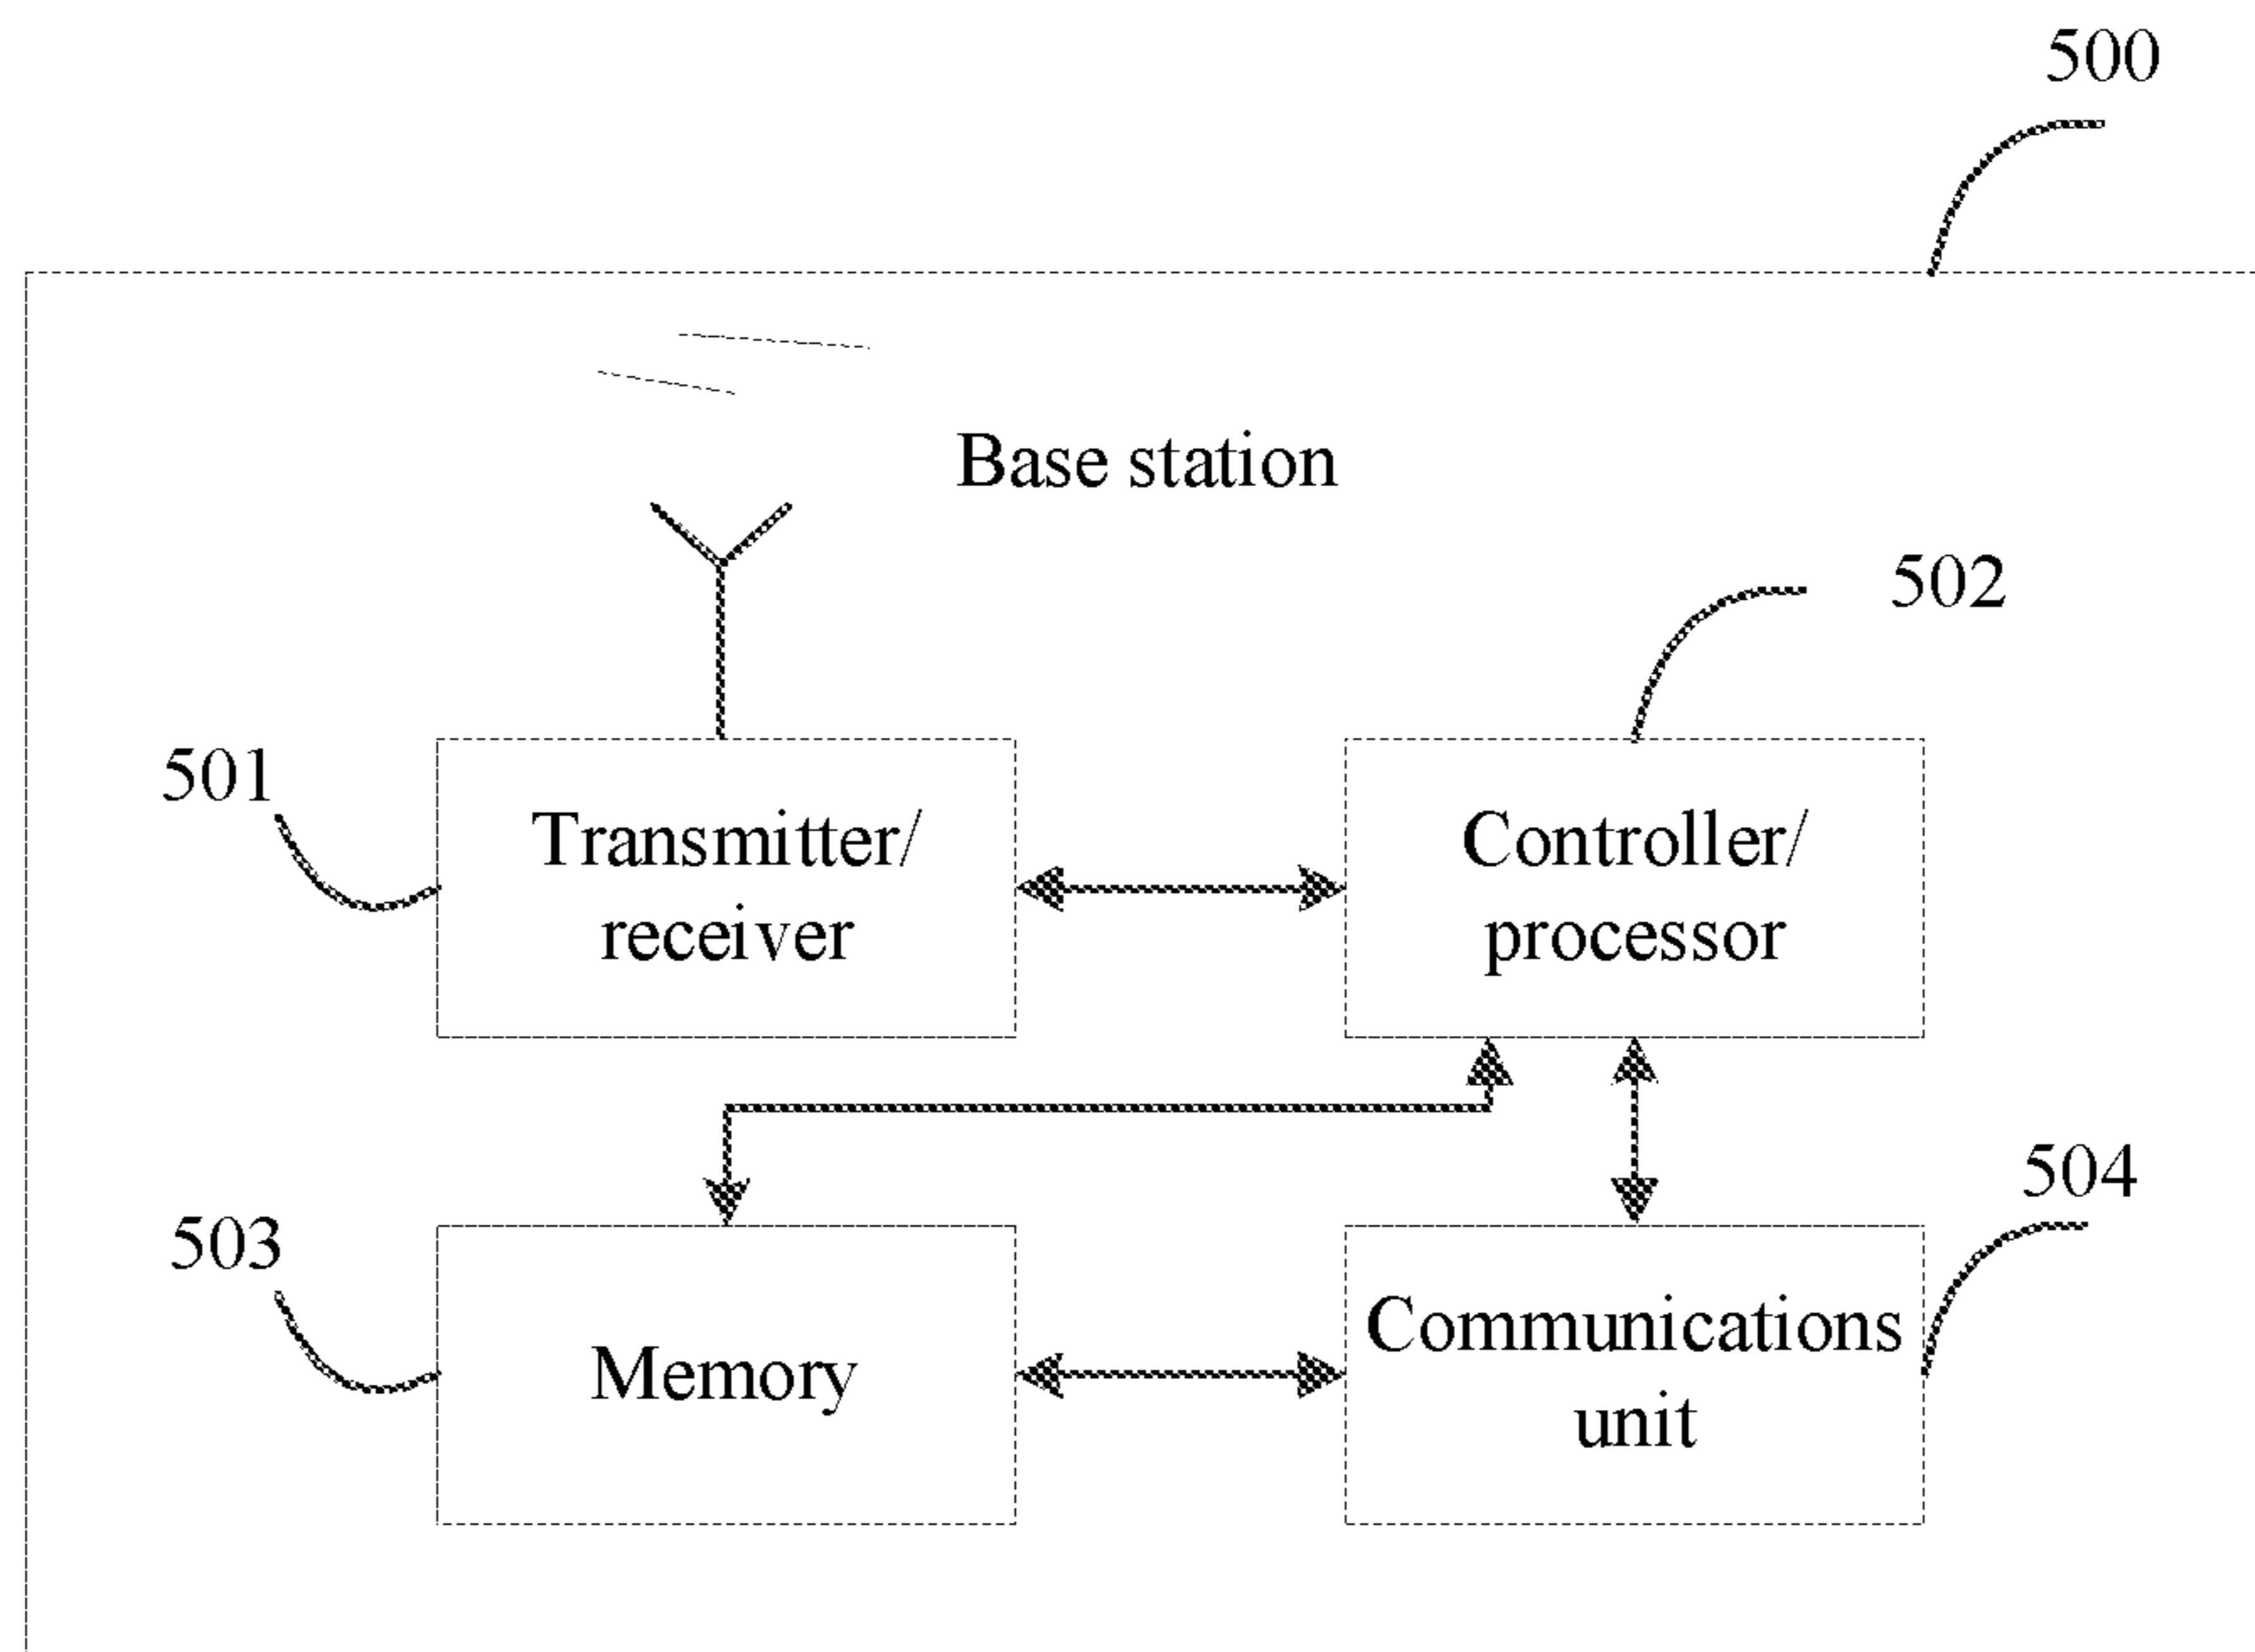 500
Base station
502
501
Transmitter/
receiver
Controller/
processor
504
503
Memory
Communications
unit